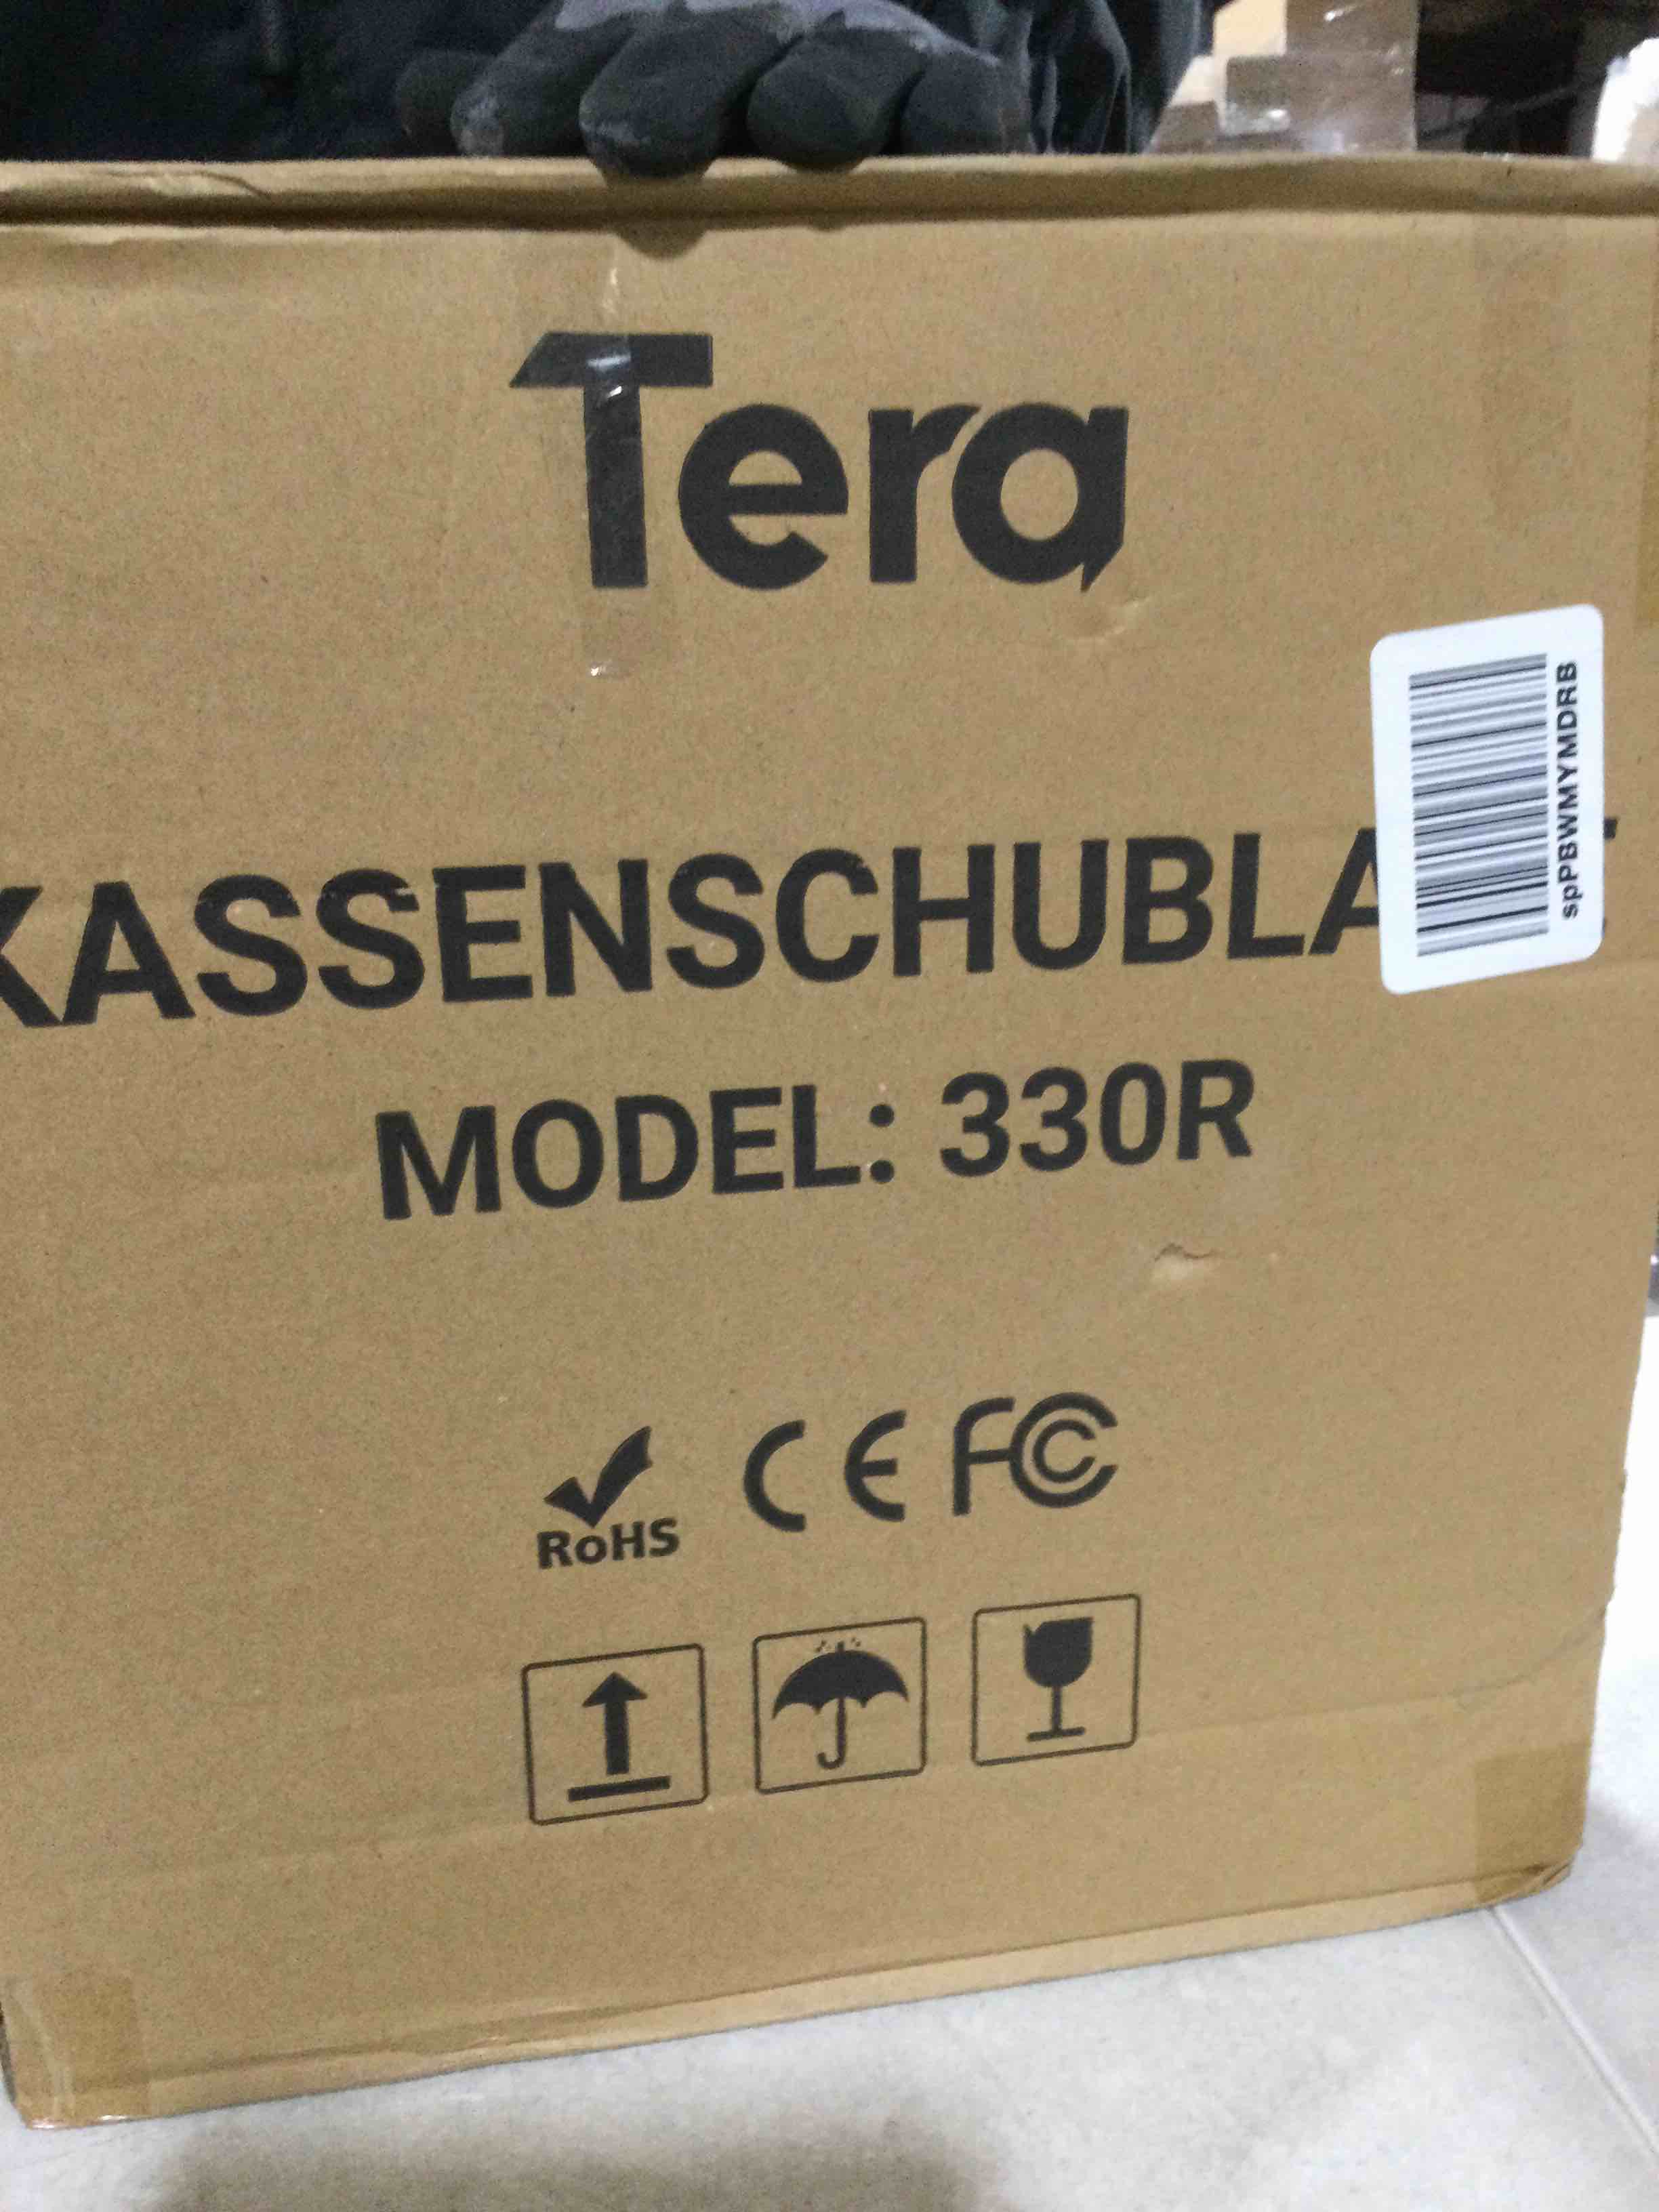 Tera
spPBWMYMDRB
KASSENSCHUBLA
MODEL: 330R
RoHS CE FC